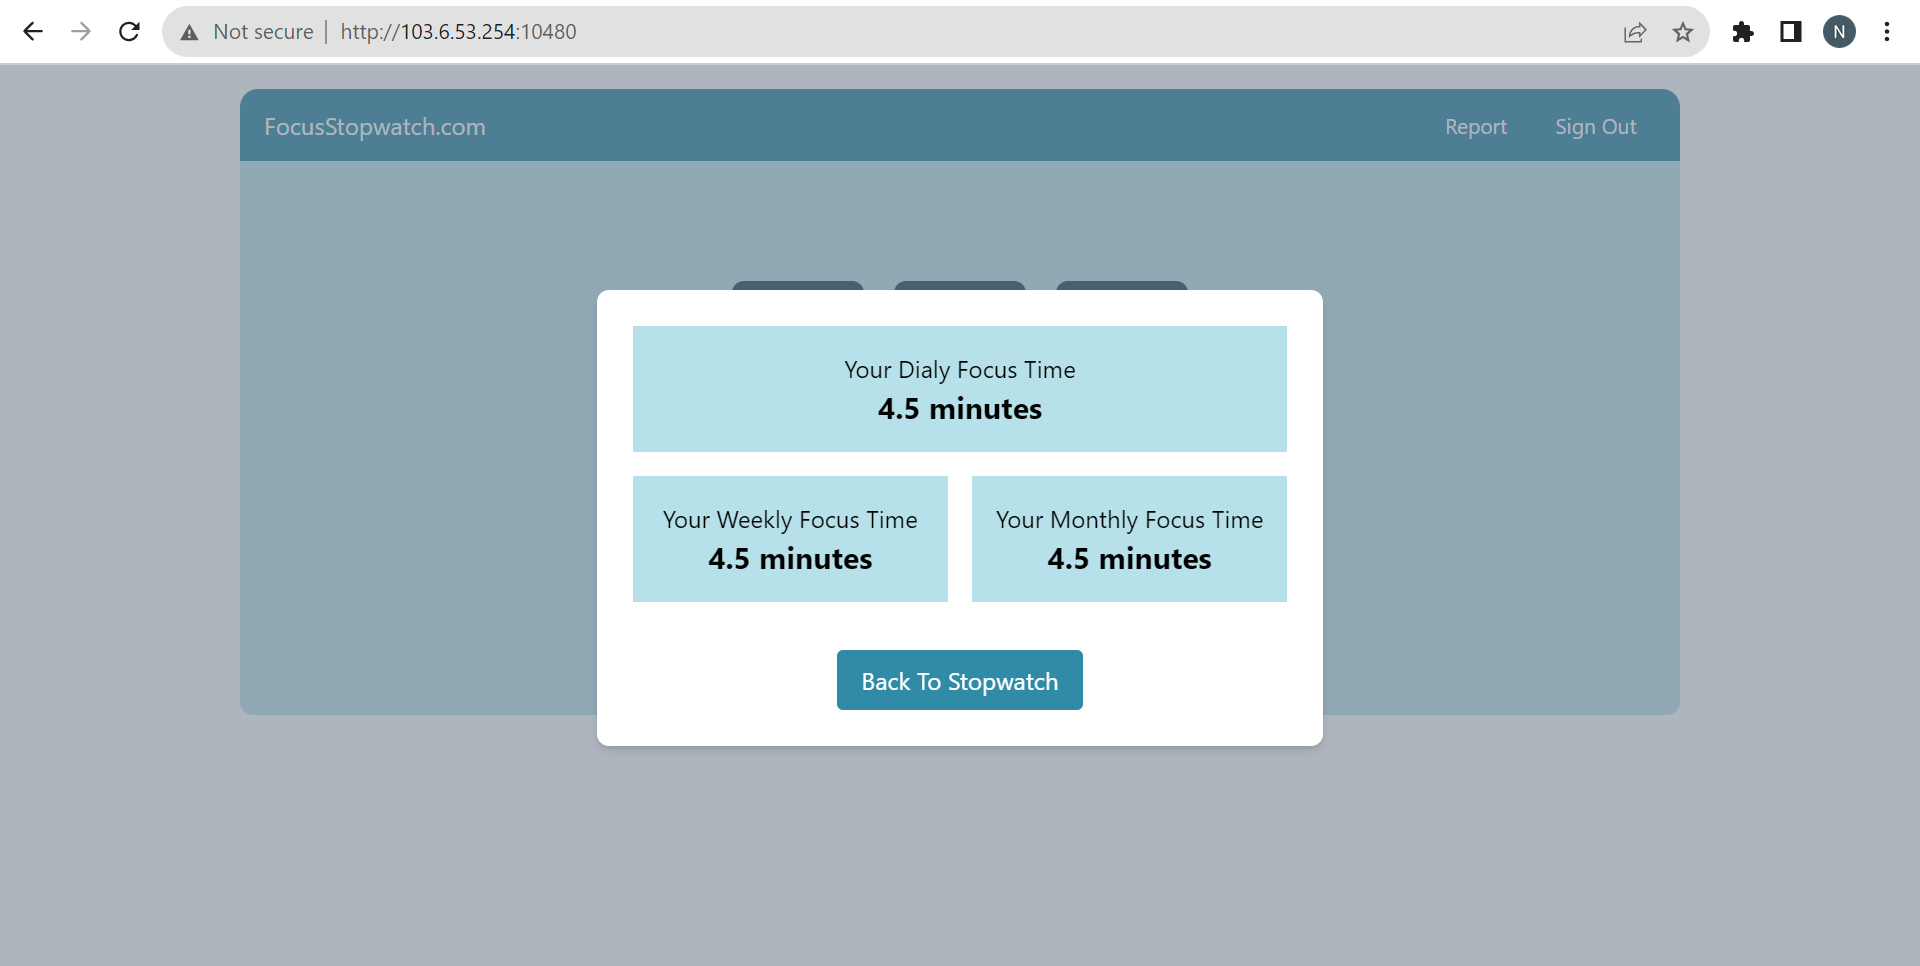 Not secure | http://103.6.53.254:10480
N
FocusStopwatch.com
Report
Sign Out
Your Dialy Focus Time
4.5 minutes
Your Weekly Focus Time
4.5 minutes
Your Monthly Focus Time
4.5 minutes
Back To Stopwatch